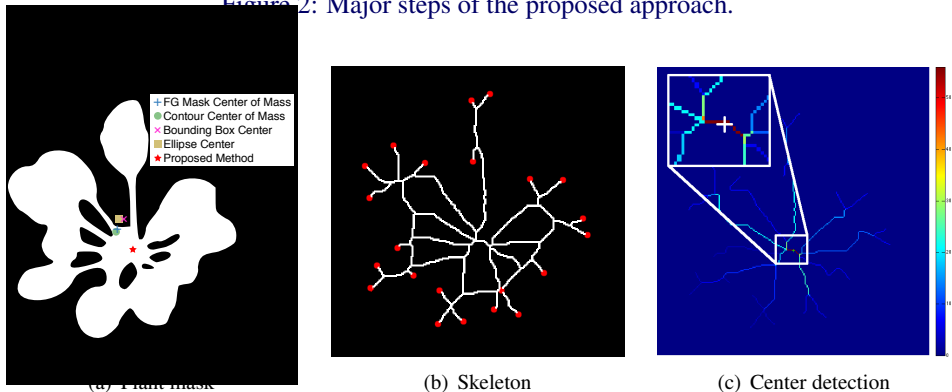 Figure 2: Major steps of the proposed approach.
FG Mask Center of Mass
Contour Center of Mass
Bounding Box Center
Ellipse Center
Proposed Method
(a) Plant mask
(b) Skeleton
(c) Center detection